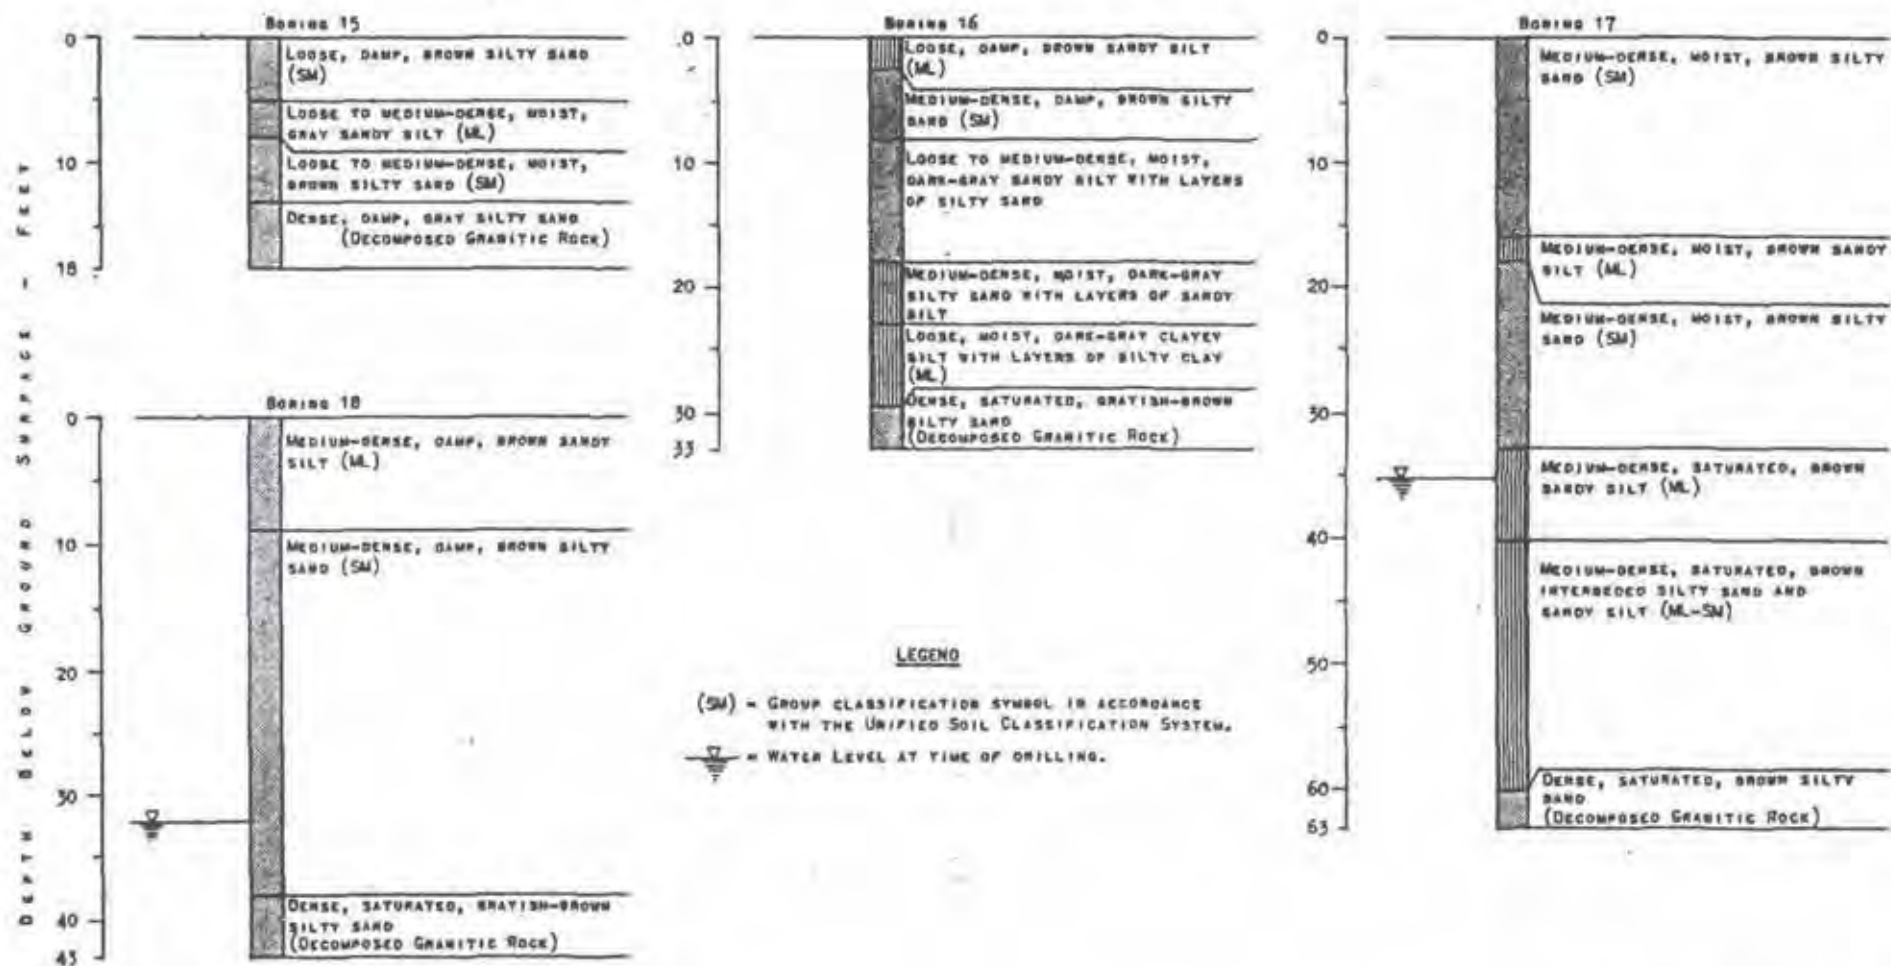 DEPTH BELOW GROUND SURFACE - FEET
BORING 15
0
10
18
LOOSE, DAMP, BROWN SILTY SAND
(SM)
LOOSE TO MEDIUM-DENSE, MOIST,
GRAY SANDY SILT (ML)
LOOSE TO MEDIUM-DENSE, MOIST,
BROWN SILTY SAND (SM)
DENSE, DAMP, GRAY SILTY SAND
(DECOMPOSED GRANITIC ROCK)
BORING 16
0
10
20
30
33
LOOSE, DAMP, BROWN SANDY SILT
(ML)
MEDIUM-DENSE, DAMP, BROWN SILTY
SAND (SM)
LOOSE TO MEDIUM-DENSE, MOIST,
DARK-GRAY SANDY SILT WITH LAYERS
OF SILTY SAND
MEDIUM-DENSE, MOIST, DARK-GRAY
SILTY SAND WITH LAYERS OF SANDY
SILT
LOOSE, MOIST, DARK-GRAY CLAYEY
SILT WITH LAYERS OF SILTY CLAY
(ML)
DENSE, SATURATED, GRAYISH-BROWN
SILTY SAND
(DECOMPOSED GRANITIC ROCK)
BORING 17
0
10
20
30
40
50
60
63
MEDIUM-DENSE, MOIST, BROWN SILTY
SAND (SM)
MEDIUM-DENSE, MOIST, BROWN SANDY
SILT (ML)
MEDIUM-DENSE, MOIST, BROWN SILTY
SAND (SM)
MEDIUM-DENSE, SATURATED, BROWN
SANDY SILT (ML)
MEDIUM-DENSE, SATURATED, BROWN
INTERBEDED SILTY SAND AND
SANDY SILT (ML-SM)
DENSE, SATURATED, BROWN SILTY
SAND
(DECOMPOSED GRANITIC ROCK)
BORING 18
0
10
20
30
40
43
MEDIUM-DENSE, DAMP, BROWN SANDY
SILT (ML)
MEDIUM-DENSE, DAMP, BROWN SILTY
SAND (SM)
DENSE, SATURATED, GRAYISH-BROWN
SILTY SAND
(DECOMPOSED GRANITIC ROCK)
LEGEND
(SM) = GROUP CLASSIFICATION SYMBOL IN ACCORDANCE
WITH THE UNIFIED SOIL CLASSIFICATION SYSTEM.
= WATER LEVEL AT TIME OF DRILLING.